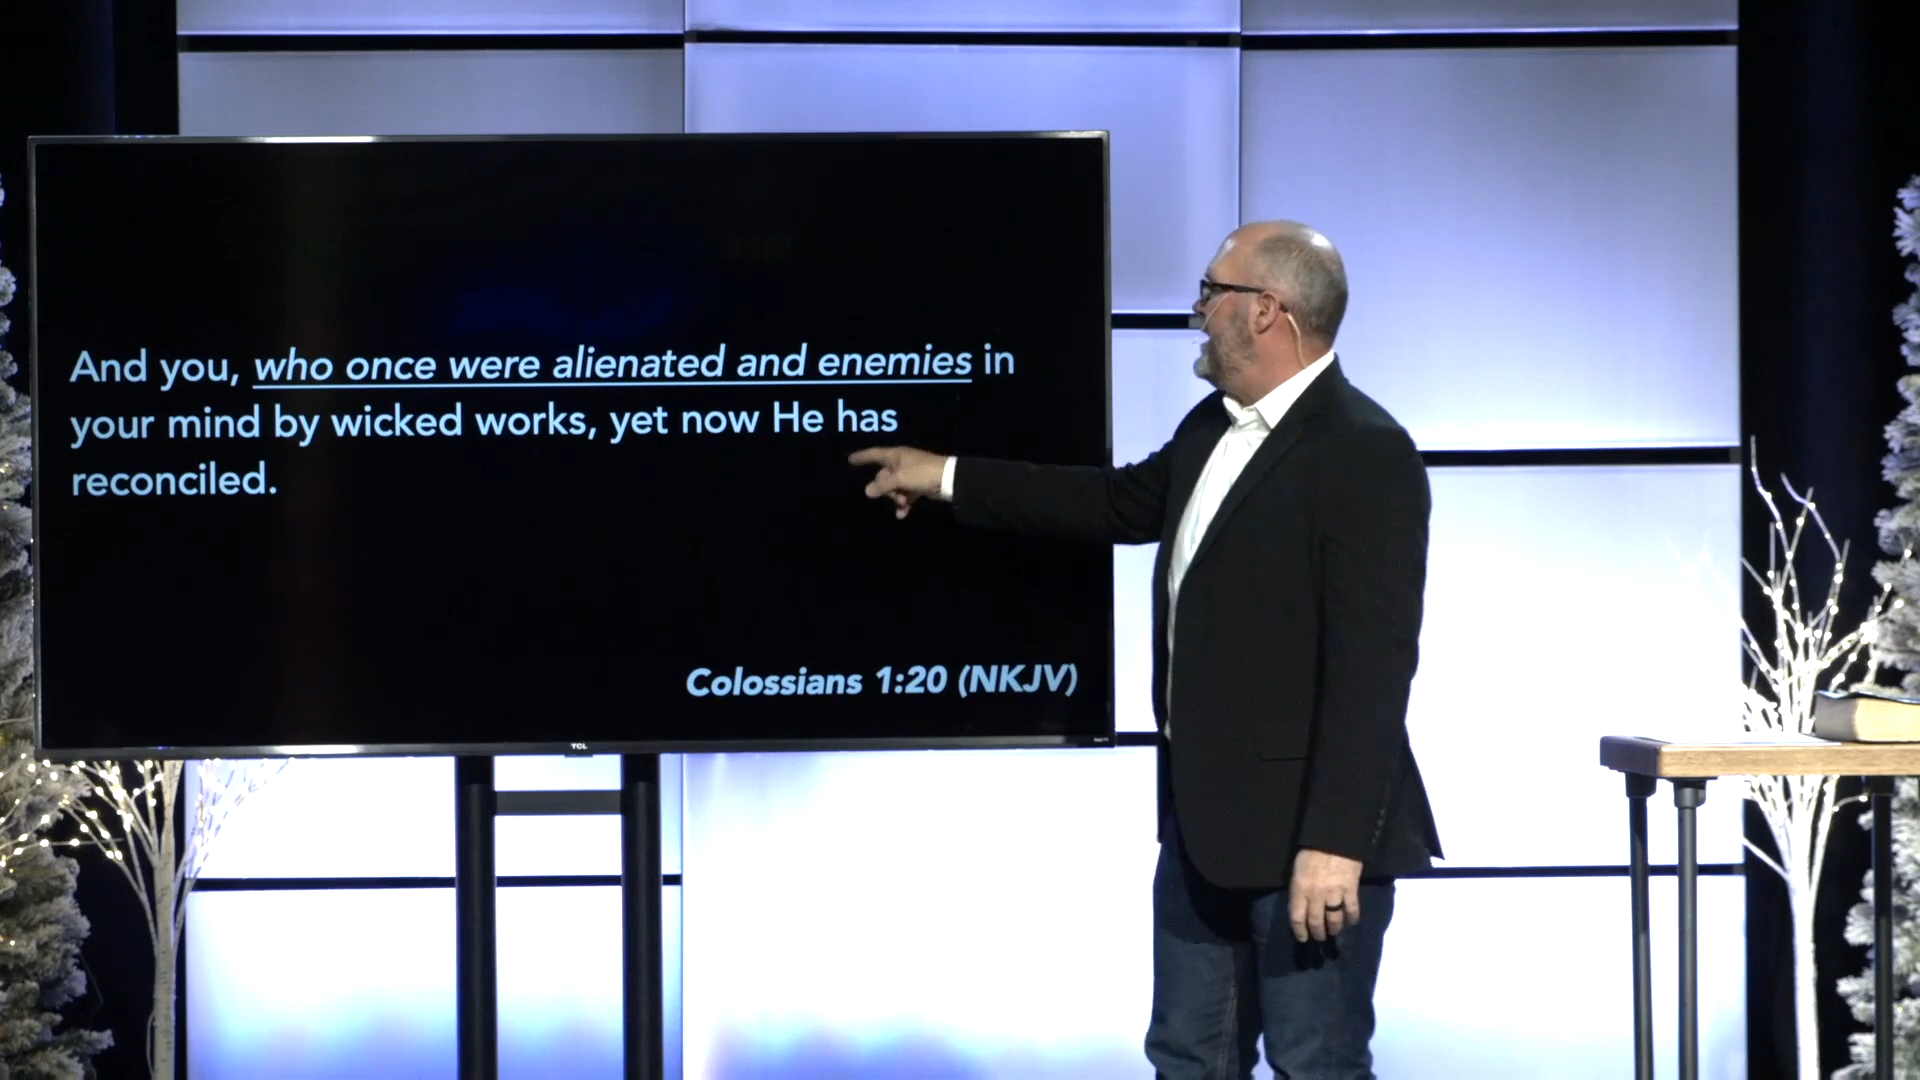 And you, who once were alienated and enemies in
your mind by wicked works, yet now He has
reconciled.
Colossians 1:20 (NKJV)
TCL